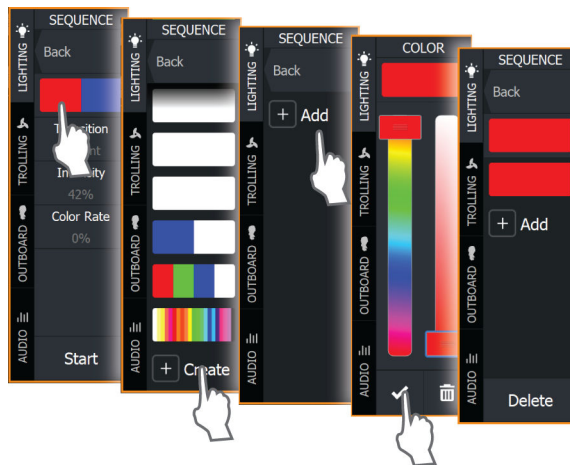 SEQUENCE
Back
Intensity
42%
Color Rate
0%
Start
LIGHTING
TROLLING
OUTBOARD
AUDIO
SEQUENCE
Back
+ Create
LIGHTING
TROLLING
OUTBOARD
AUDIO
SEQUENCE
Back
+ Add
LIGHTING
TROLLING
OUTBOARD
AUDIO
COLOR
LIGHTING
TROLLING
OUTBOARD
AUDIO
SEQUENCE
Back
+ Add
Delete
LIGHTING
TROLLING
OUTBOARD
AUDIO